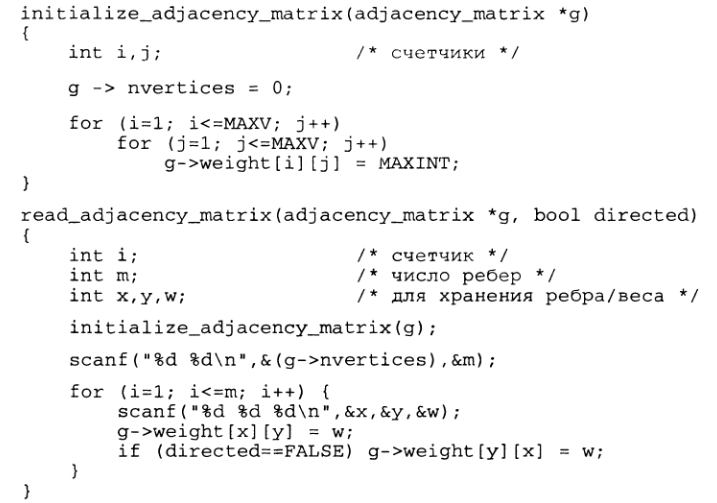 initialize_adjacency_matrix(adjacency_matrix *g)
{
    int i,j;                /* счетчики */
    g -> nvertices = 0;
    for (i=1; i<=MAXV; j++)
        for (j=1; j<=MAXV; j++)
            g->weight[i][j] = MAXINT;
}
read_adjacency_matrix(adjacency_matrix *g, bool directed)
{
    int i;                  /* счетчик */
    int m;                  /* число ребер */
    int x,y,w;              /* для хранения ребра/веса */
    initialize_adjacency_matrix(g);
    scanf("%d %d\n",&(g->nvertices),&m);
    for (i=1; i<=m; i++) {
        scanf("%d %d %d\n",&x,&y,&w);
        g->weight[x][y] = w;
        if (directed==FALSE) g->weight[y][x] = w;
    }
}